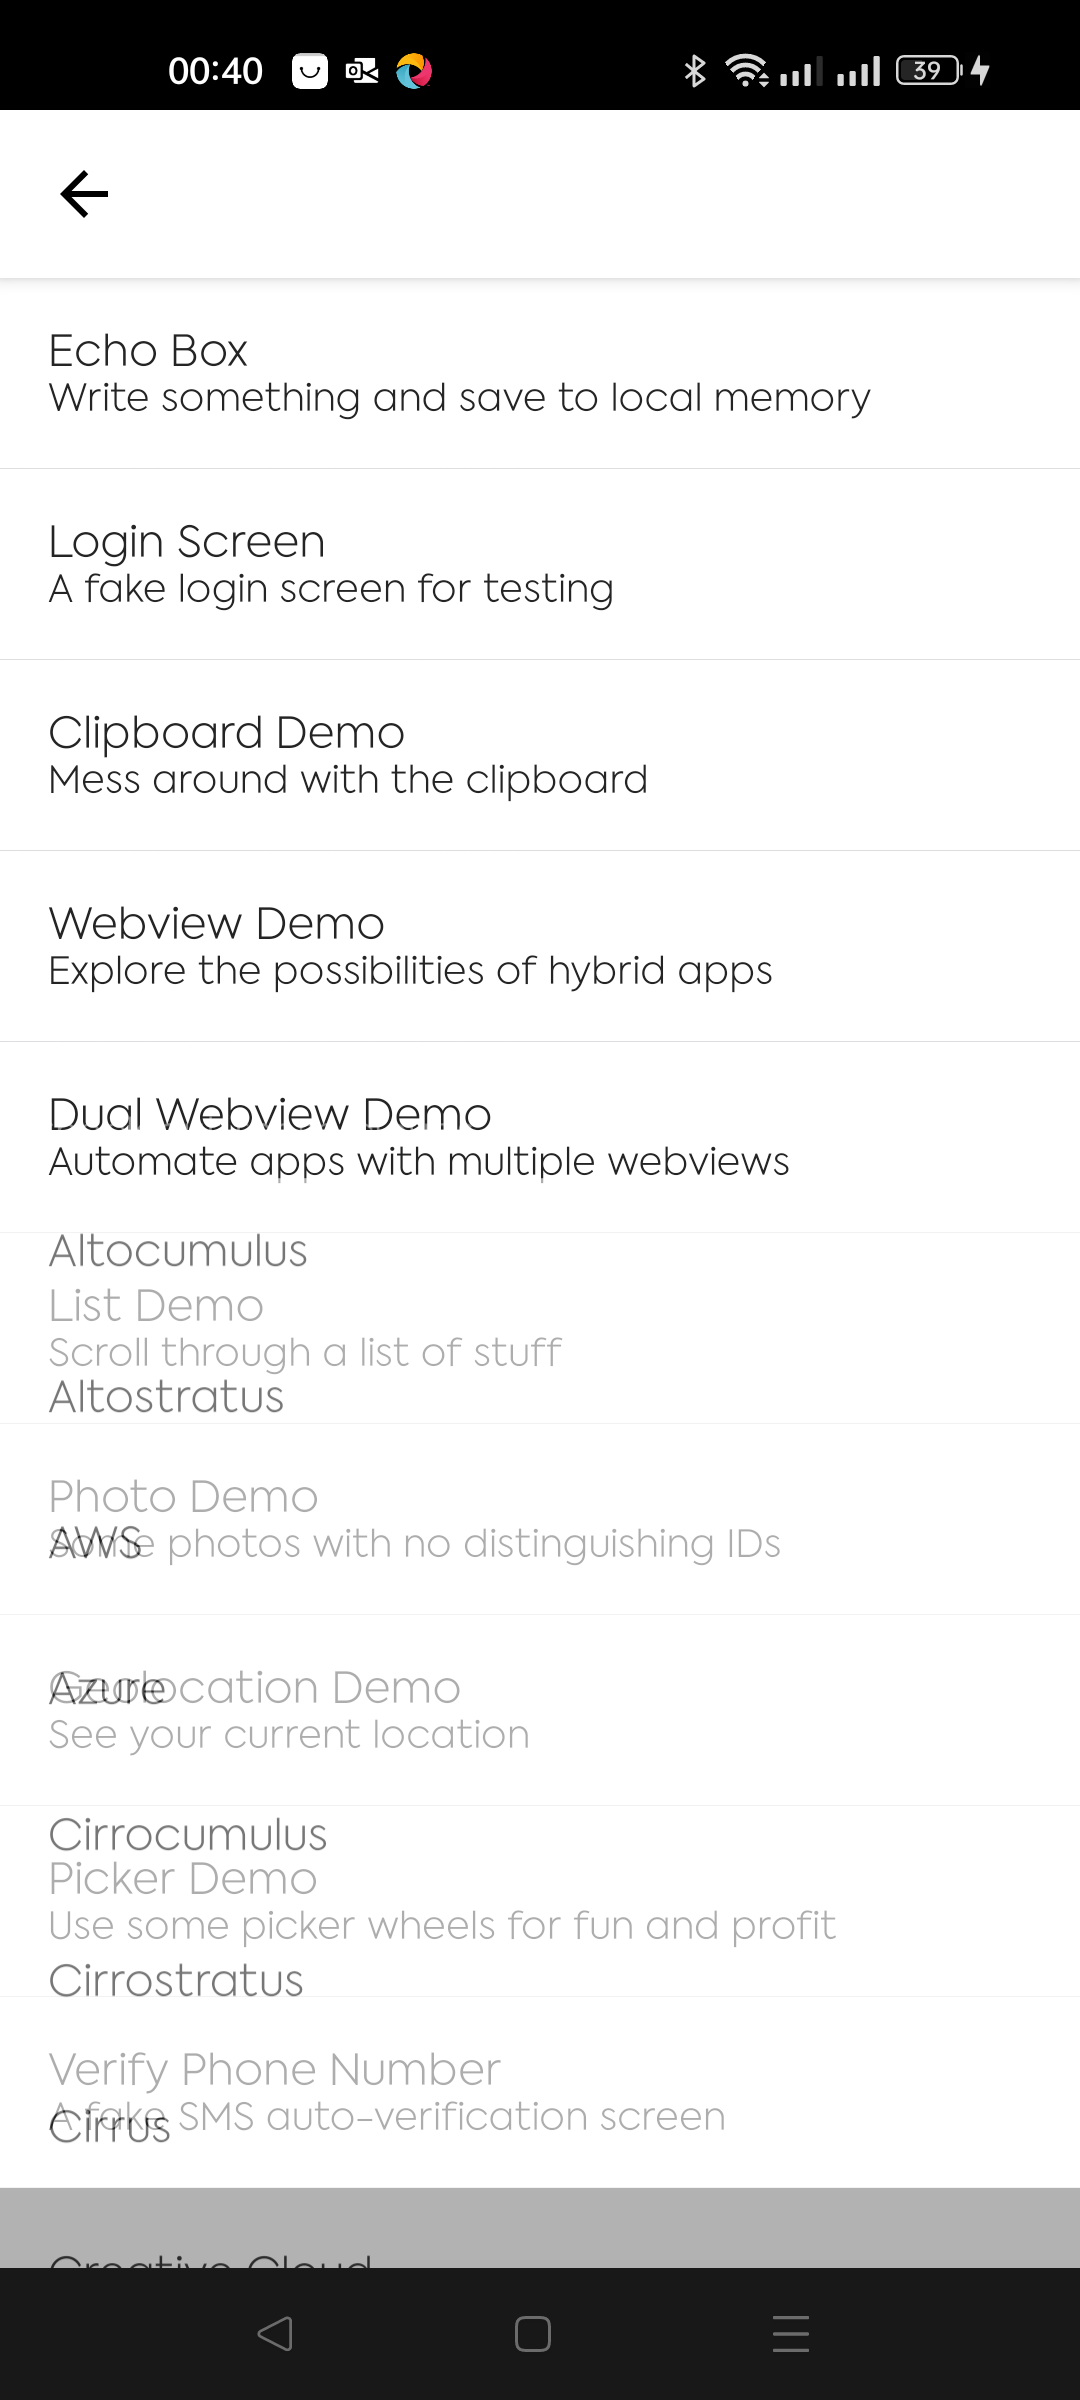 00:40
39
Echo Box
Write something and save to local memory
Login Screen
A fake login screen for testing
Clipboard Demo
Mess around with the clipboard
Webview Demo
Explore the possibilities of hybrid apps
Dual Webview Demo
Automate apps with multiple webviews
Altocumulus
List Demo
Scroll through a list of stuff
Altostratus
Photo Demo
AWS
Some photos with no distinguishing IDs
Azure
Geolocation Demo
See your current location
Cirrocumulus
Picker Demo
Use some picker wheels for fun and profit
Cirrostratus
Verify Phone Number
A fake SMS auto-verification screen
Cirrus
Creative Cloud